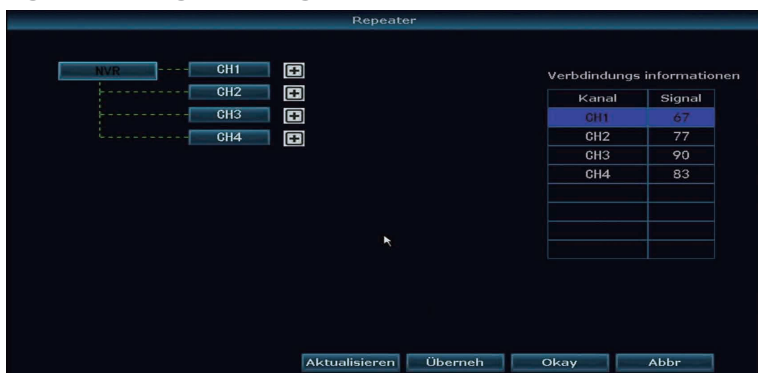 Repeater
NVR
CH1
CH2
CH3
CH4
Verbdindungs informationen
Kanal Signal
CH1 67
CH2 77
CH3 90
CH4 83
Aktualisieren Überneh Okay Abbr